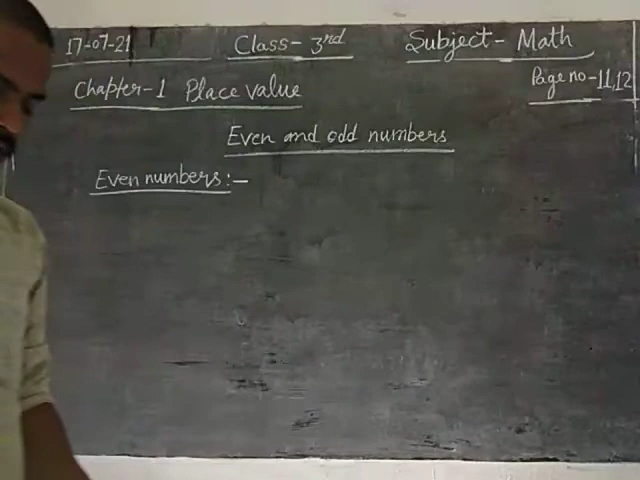 17-07-21 Class- 3rd Subject- Math
Chapter-1 Place value Page no-11,12
Even and odd numbers
Even numbers:-